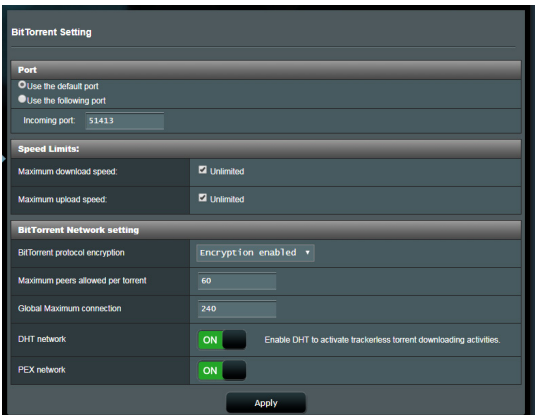 BitTorrent Setting
Port
Use the default port
Use the following port
Incoming port: 51413
Speed Limits:
Maximum download speed: Unlimited
Maximum upload speed: Unlimited
BitTorrent Network setting
BitTorrent protocol encryption Encryption enabled
Maximum peers allowed per torrent 60
Global Maximum connection 240
DHT network ON Enable DHT to activate trackerless torrent downloading activities.
PEX network ON
Apply